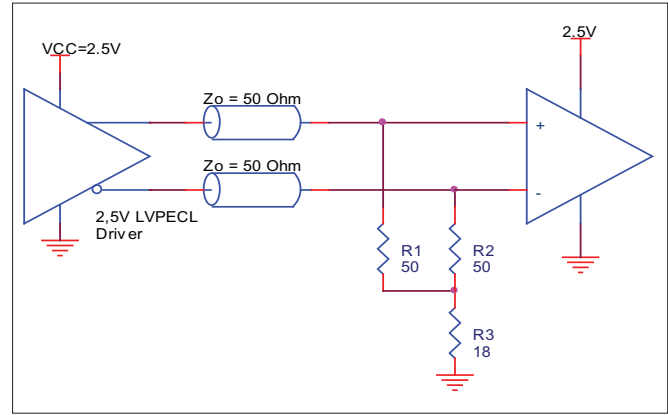 VCC=2.5V
2.5V
Zo = 50 Ohm
+
Zo = 50 Ohm
-
2,5V LVPECL
Driver
R1
50
R2
50
R3
18